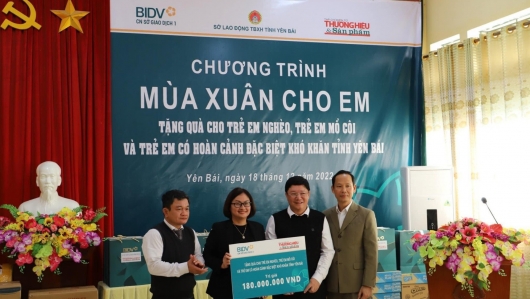 BIDV
CN SỞ GIAO DỊCH 1
SỞ LAO ĐỘNG TBXH TỈNH YÊN BÁI
THƯƠNG HIỆU
& Sản phẩm
CHƯƠNG TRÌNH
MÙA XUÂN CHO EM
TẶNG QUÀ CHO TRẺ EM NGHÈO, TRẺ EM MỒ CÔI
VÀ TRẺ EM CÓ HOÀN CẢNH ĐẶC BIỆT KHÓ KHĂN TỈNH YÊN BÁI
Yên Bái, ngày 18 tháng 12 năm 2022
BIDV
180.000.000 VND